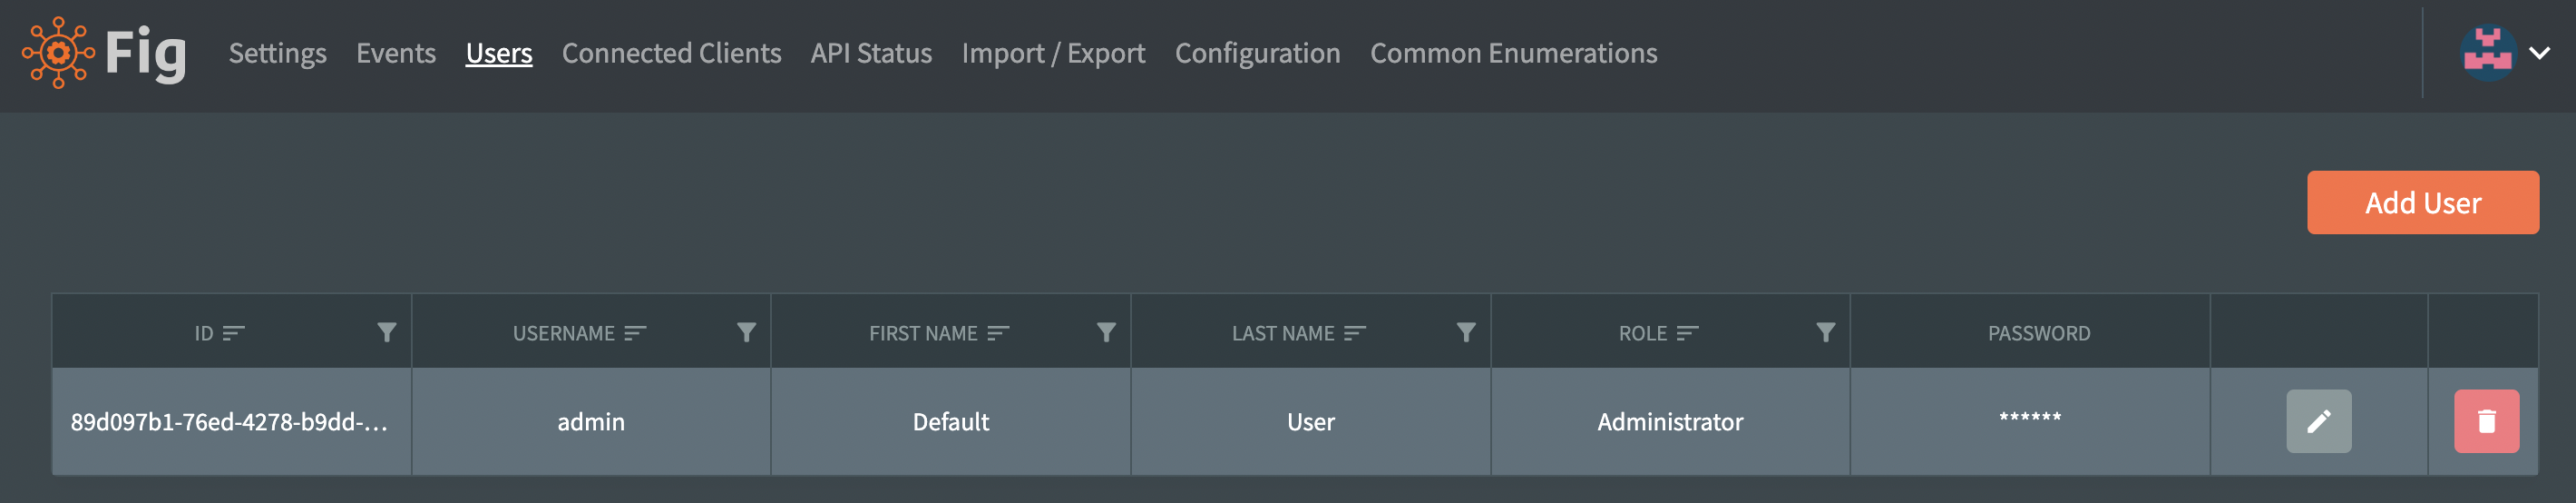 Fig Settings Events Users Connected Clients API Status Import / Export Configuration Common Enumerations
Add User
ID USERNAME FIRST NAME LAST NAME ROLE PASSWORD
89d097b1-76ed-4278-b9dd-... admin Default User Administrator ******